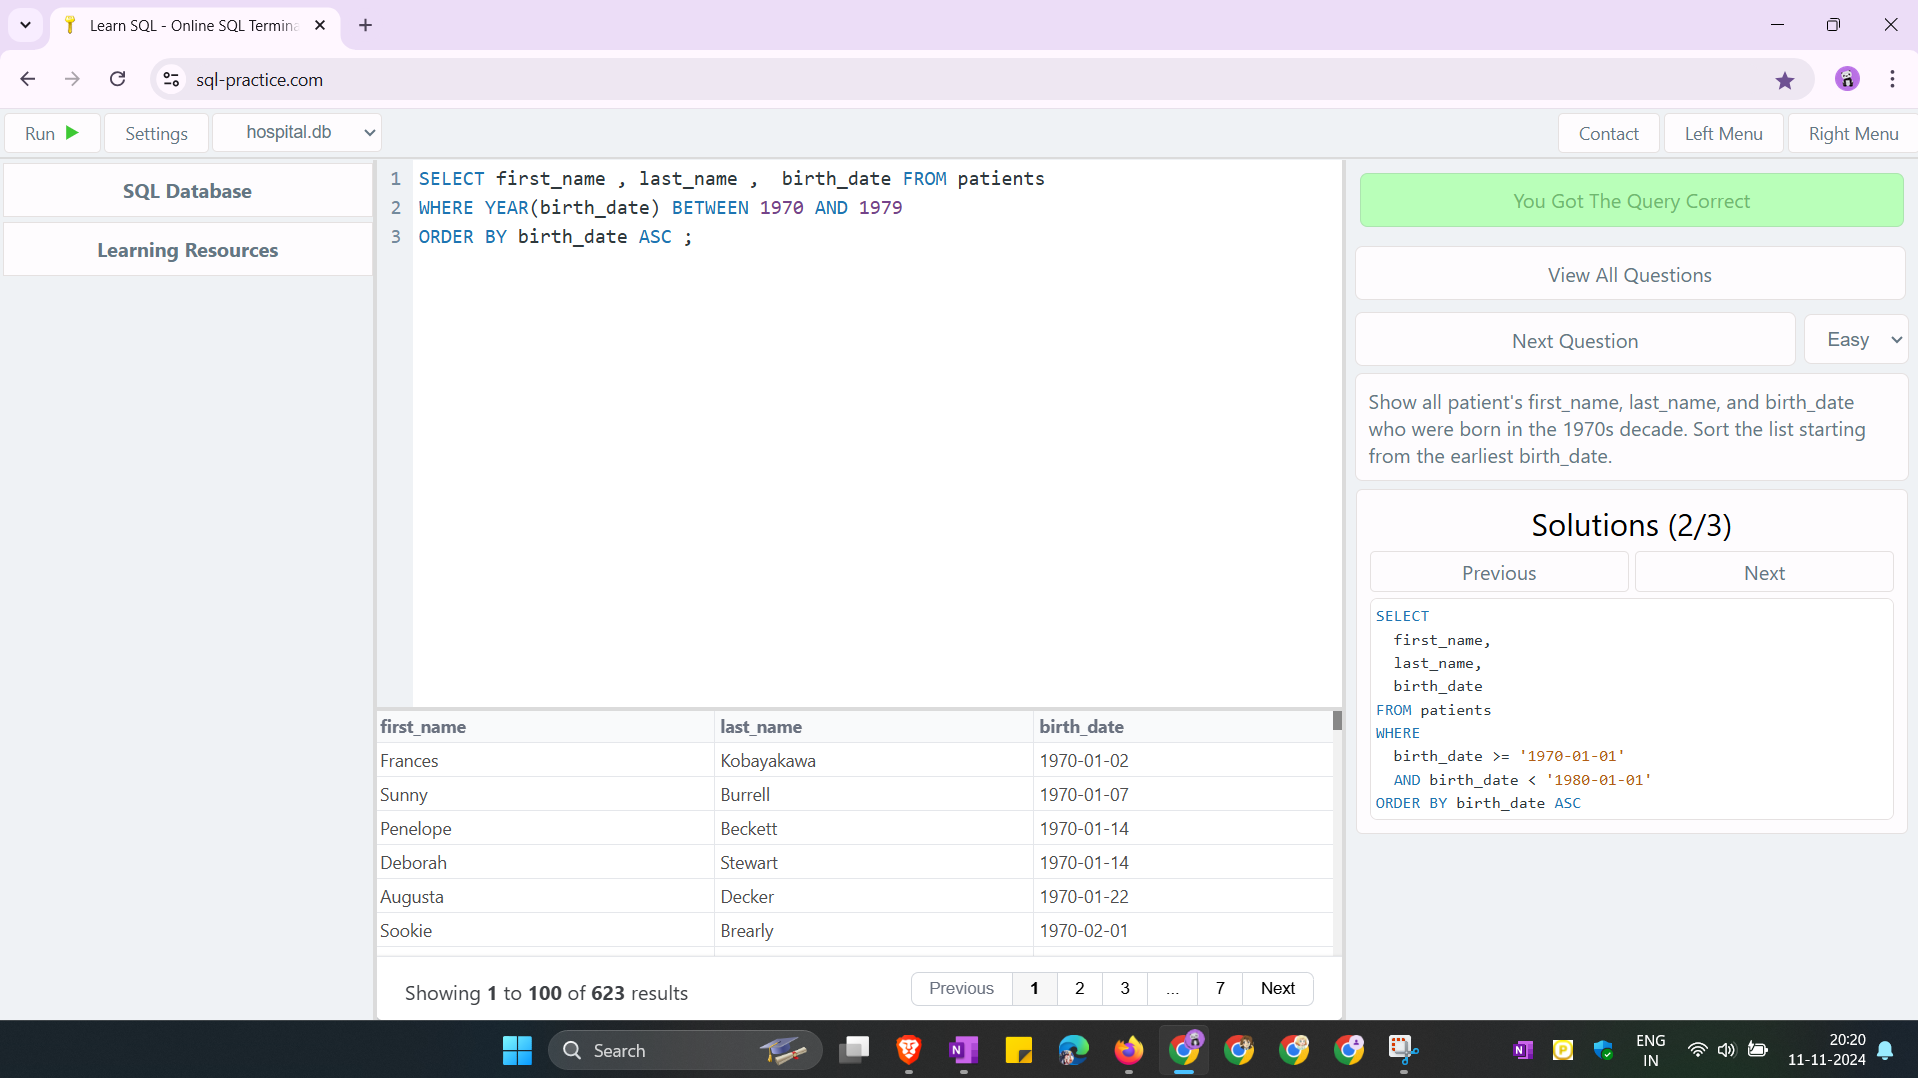 Learn SQL - Online SQL Termina
sql-practice.com
Run
Settings
hospital.db
Contact
Left Menu
Right Menu
SQL Database
Learning Resources
1 SELECT first_name , last_name ,  birth_date FROM patients
2 WHERE YEAR(birth_date) BETWEEN 1970 AND 1979
3 ORDER BY birth_date ASC ;
You Got The Query Correct
View All Questions
Next Question
Easy
Show all patient's first_name, last_name, and birth_date
who were born in the 1970s decade. Sort the list starting
from the earliest birth_date.
Solutions (2/3)
Previous
Next
SELECT
first_name,
last_name,
birth_date
FROM patients
WHERE
birth_date >= '1970-01-01'
AND birth_date < '1980-01-01'
ORDER BY birth_date ASC
first_name last_name birth_date
Frances Kobayakawa 1970-01-02
Sunny Burrell 1970-01-07
Penelope Beckett 1970-01-14
Deborah Stewart 1970-01-14
Augusta Decker 1970-01-22
Sookie Brearly 1970-02-01
Showing 1 to 100 of 623 results
Previous 1 2 3 ... 7 Next
Search
ENG
IN
20:20
11-11-2024